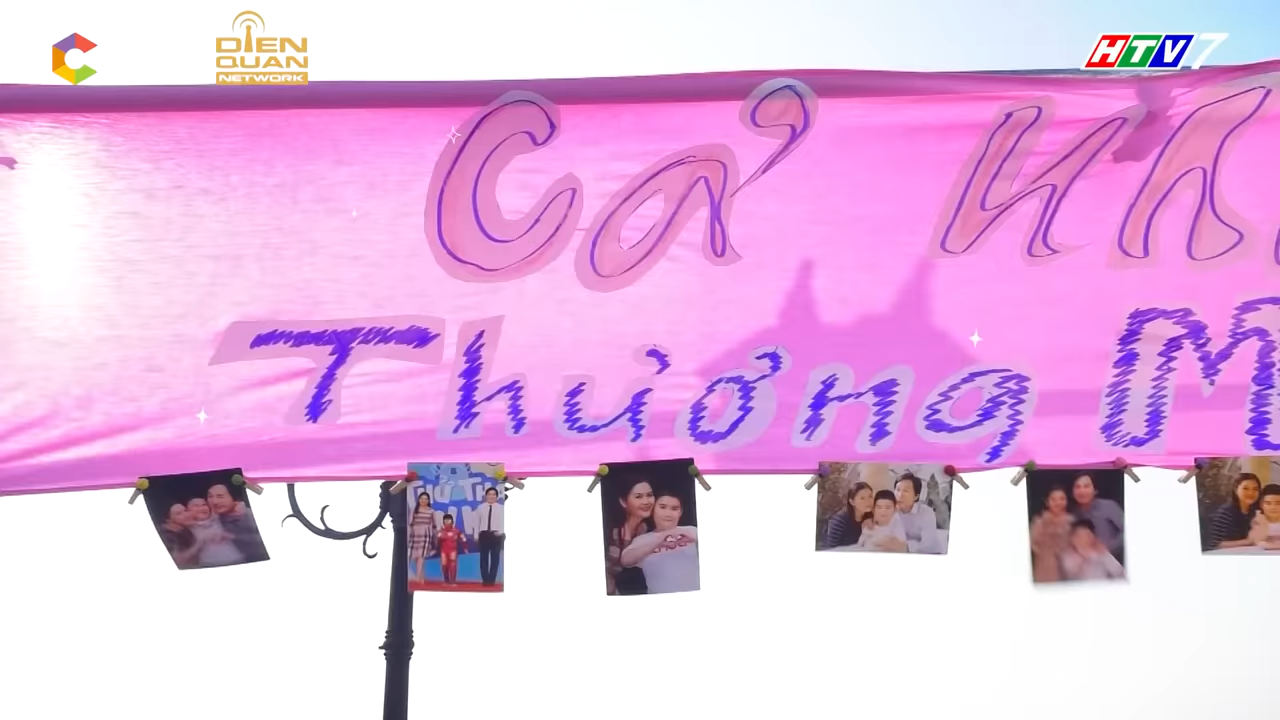 DIEN
QUAN
NETWORK
HTV7
Cả Nh
Thương M